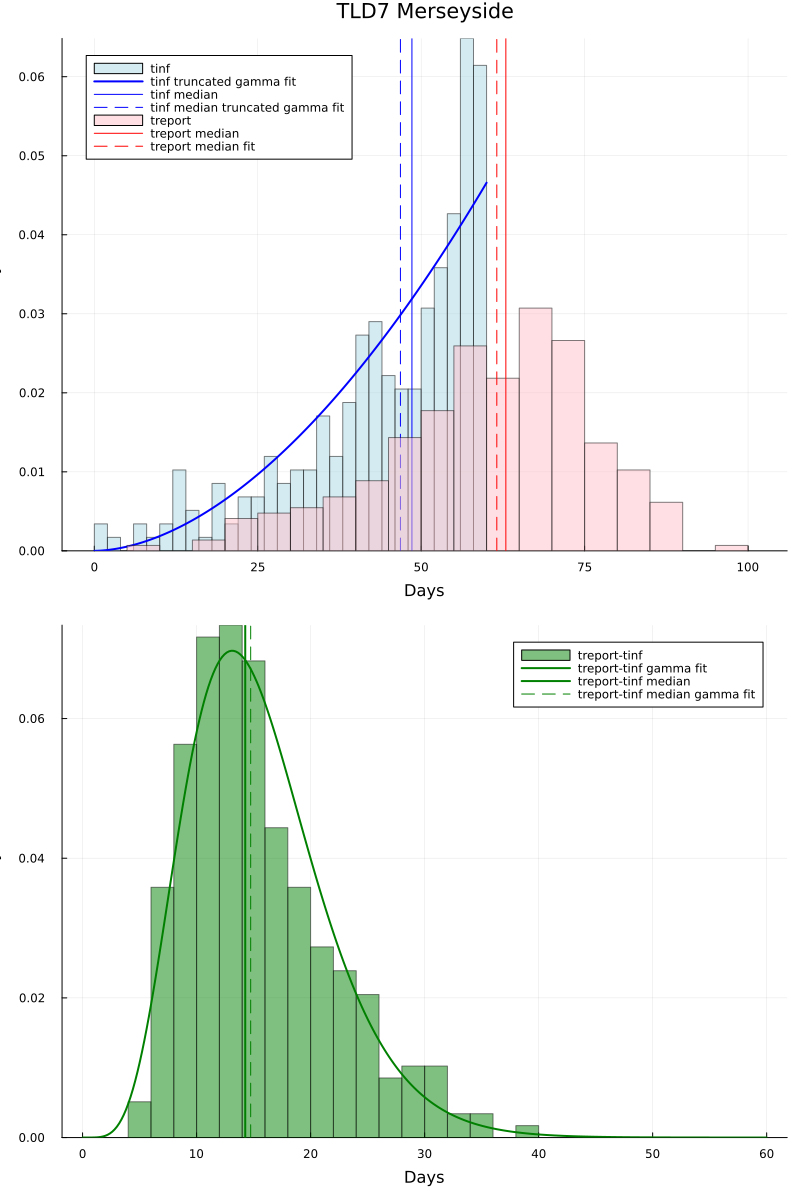 TLD7 Merseyside
tinf
tinf truncated gamma fit
tinf median
tinf median truncated gamma fit
treport
treport median
treport median fit
0.06
0.05
0.04
0.03
0.02
0.01
0.00
0 25 50 75 100
Days
treport-tinf
treport-tinf gamma fit
treport-tinf median
treport-tinf median gamma fit
0.06
0.04
0.02
0.00
0 10 20 30 40 50 60
Days